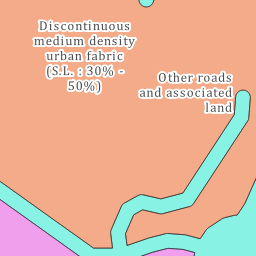 Discontinuous
medium density
urban fabric
(S.L. : 30% -
50%)
Other roads
and associated
land